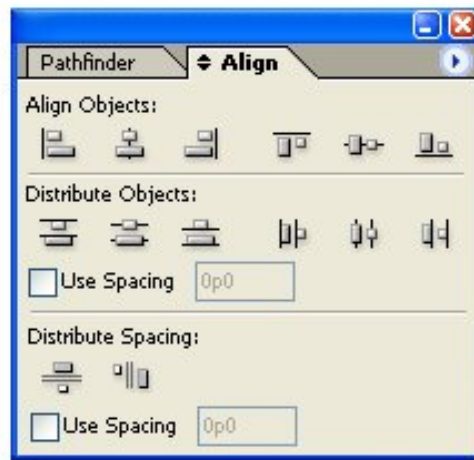 Pathfinder Align
Align Objects:
Distribute Objects:
Use Spacing 0p0
Distribute Spacing:
Use Spacing 0p0